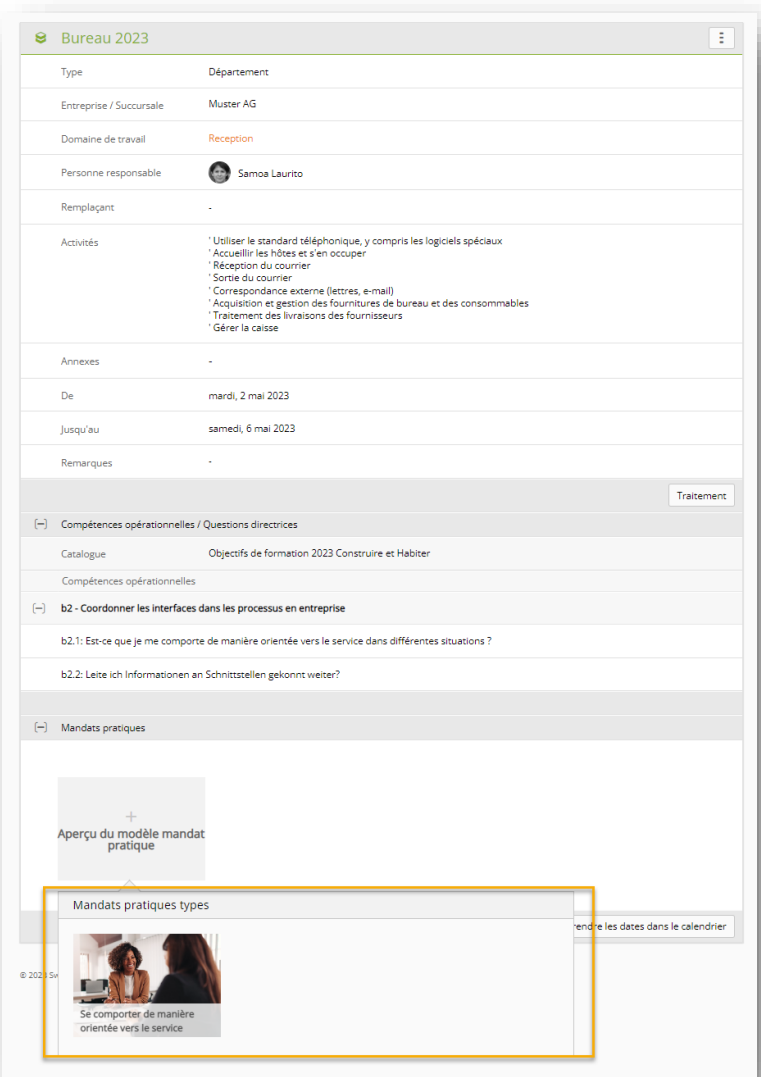 Bureau 2023
Type Département
Entreprise / Succursale Muster AG
Domaine de travail Reception
Personne responsable Samoa Laurito
Remplaçant -
Activités ' Utiliser le standard téléphonique, y compris les logiciels spéciaux
' Accueillir les hôtes et s'en occuper
' Réception du courrier
' Sortie du courrier
' Correspondance externe (lettres, e-mail)
' Acquisition et gestion des fournitures de bureau et des consommables
' Traitement des livraisons des fournisseurs
' Gérer la caisse
Annexes -
De mardi, 2 mai 2023
Jusqu'au samedi, 6 mai 2023
Remarques -
Traitement
[−] Compétences opérationnelles / Questions directrices
Catalogue Objectifs de formation 2023 Construire et Habiter
Compétences opérationnelles
[−] b2 - Coordonner les interfaces dans les processus en entreprise
b2.1: Est-ce que je me comporte de manière orientée vers le service dans différentes situations ?
b2.2: Leite ich Informationen an Schnittstellen gekonnt weiter?
[−] Mandats pratiques
+
Aperçu du modèle mandat
pratique
Mandats pratiques types
les dates dans le calendrier
Se comporter de manière
orientée vers le service